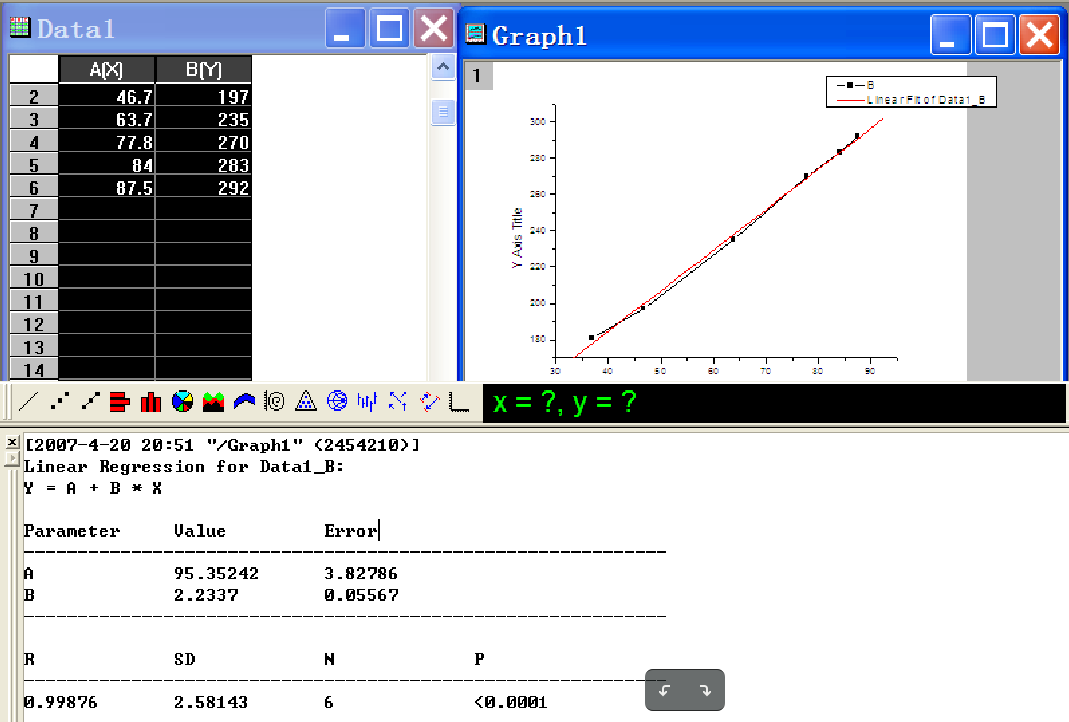 Data1
A(X) B(Y)
2 46.7 197
3 63.7 235
4 77.8 270
5 84 283
6 87.5 292
7
8
9
10
11
12
13
14
Graph1
1
B
Linear Fit of Data1_B
Y Axis Title
300
280
260
240
220
200
180
30 40 50 60 70 80 90
x = ?, y = ?
[2007-4-20 20:51 "/Graph1" (2454210)]
Linear Regression for Data1_B:
Y = A + B * X
Parameter Value Error
------------------------------------------------------------
A 95.35242 3.82786
B 2.2337 0.05567
------------------------------------------------------------
R SD N P
------------------------------------------------------------
0.99876 2.58143 6 <0.0001